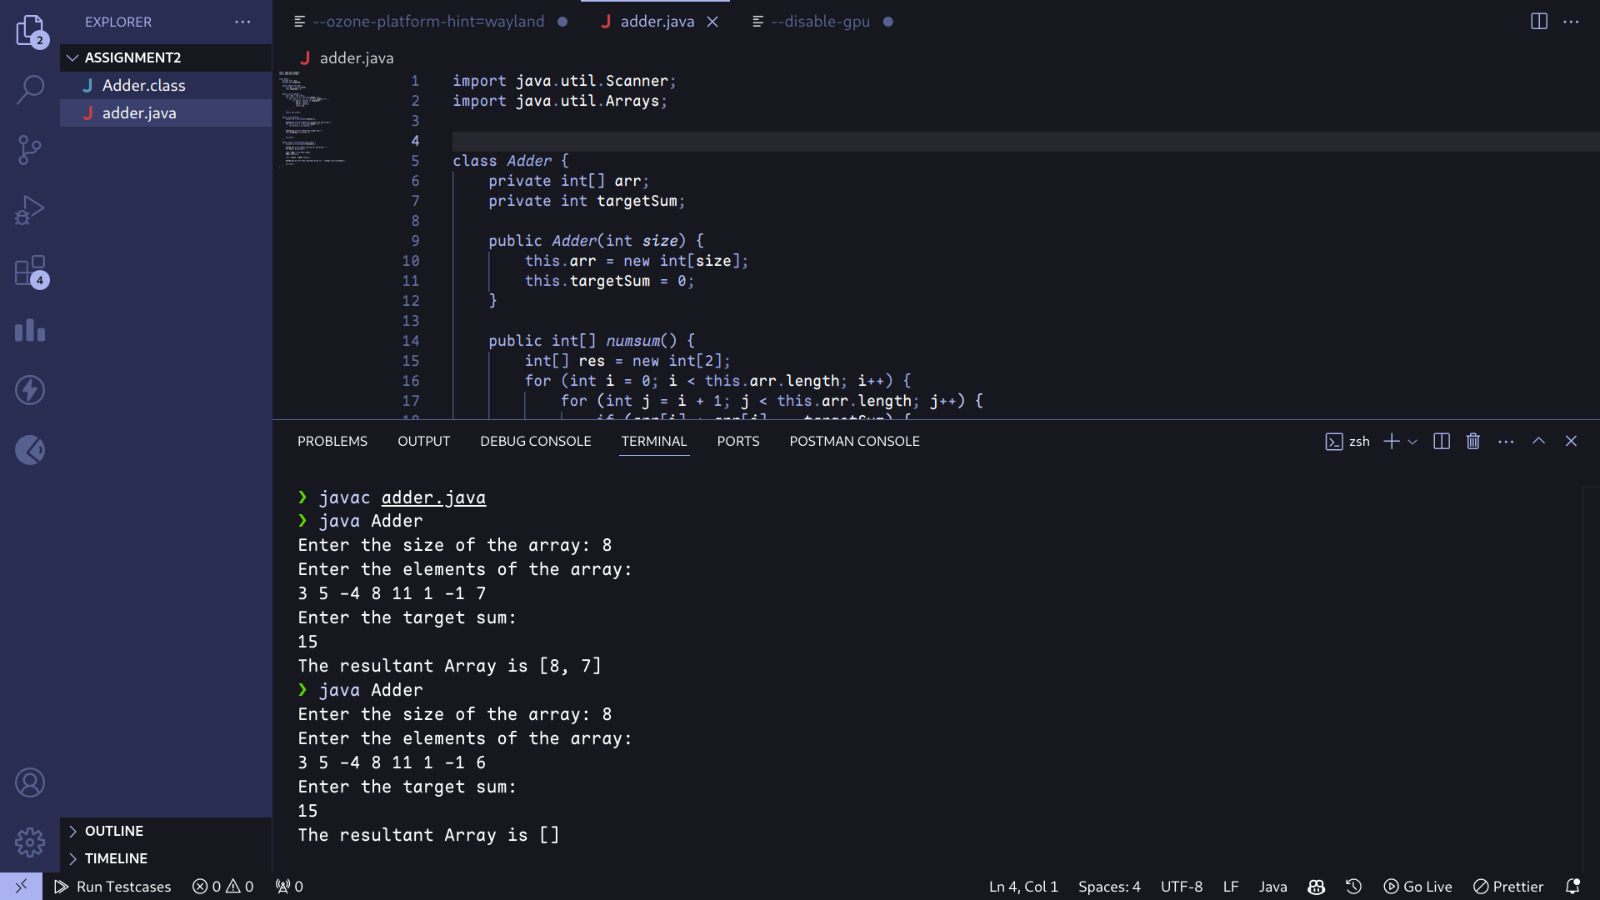 EXPLORER
--ozone-platform-hint=wayland
adder.java
--disable-gpu
2
ASSIGNMENT2
Adder.class
adder.java
4
OUTLINE
TIMELINE
adder.java
1 import java.util.Scanner;
2 import java.util.Arrays;
3
4
5 class Adder {
6 private int[] arr;
7 private int targetSum;
8
9 public Adder(int size) {
10 this.arr = new int[size];
11 this.targetSum = 0;
12 }
13
14 public int[] numsum() {
15 int[] res = new int[2];
16 for (int i = 0; i < this.arr.length; i++) {
17 for (int j = i + 1; j < this.arr.length; j++) {
PROBLEMS OUTPUT DEBUG CONSOLE TERMINAL PORTS POSTMAN CONSOLE
zsh
❯ javac adder.java
❯ java Adder
Enter the size of the array: 8
Enter the elements of the array:
3 5 -4 8 11 1 -1 7
Enter the target sum:
15
The resultant Array is [8, 7]
❯ java Adder
Enter the size of the array: 8
Enter the elements of the array:
3 5 -4 8 11 1 -1 6
Enter the target sum:
15
The resultant Array is []
Run Testcases 0 0 0
Ln 4, Col 1 Spaces: 4 UTF-8 LF Java Go Live Prettier